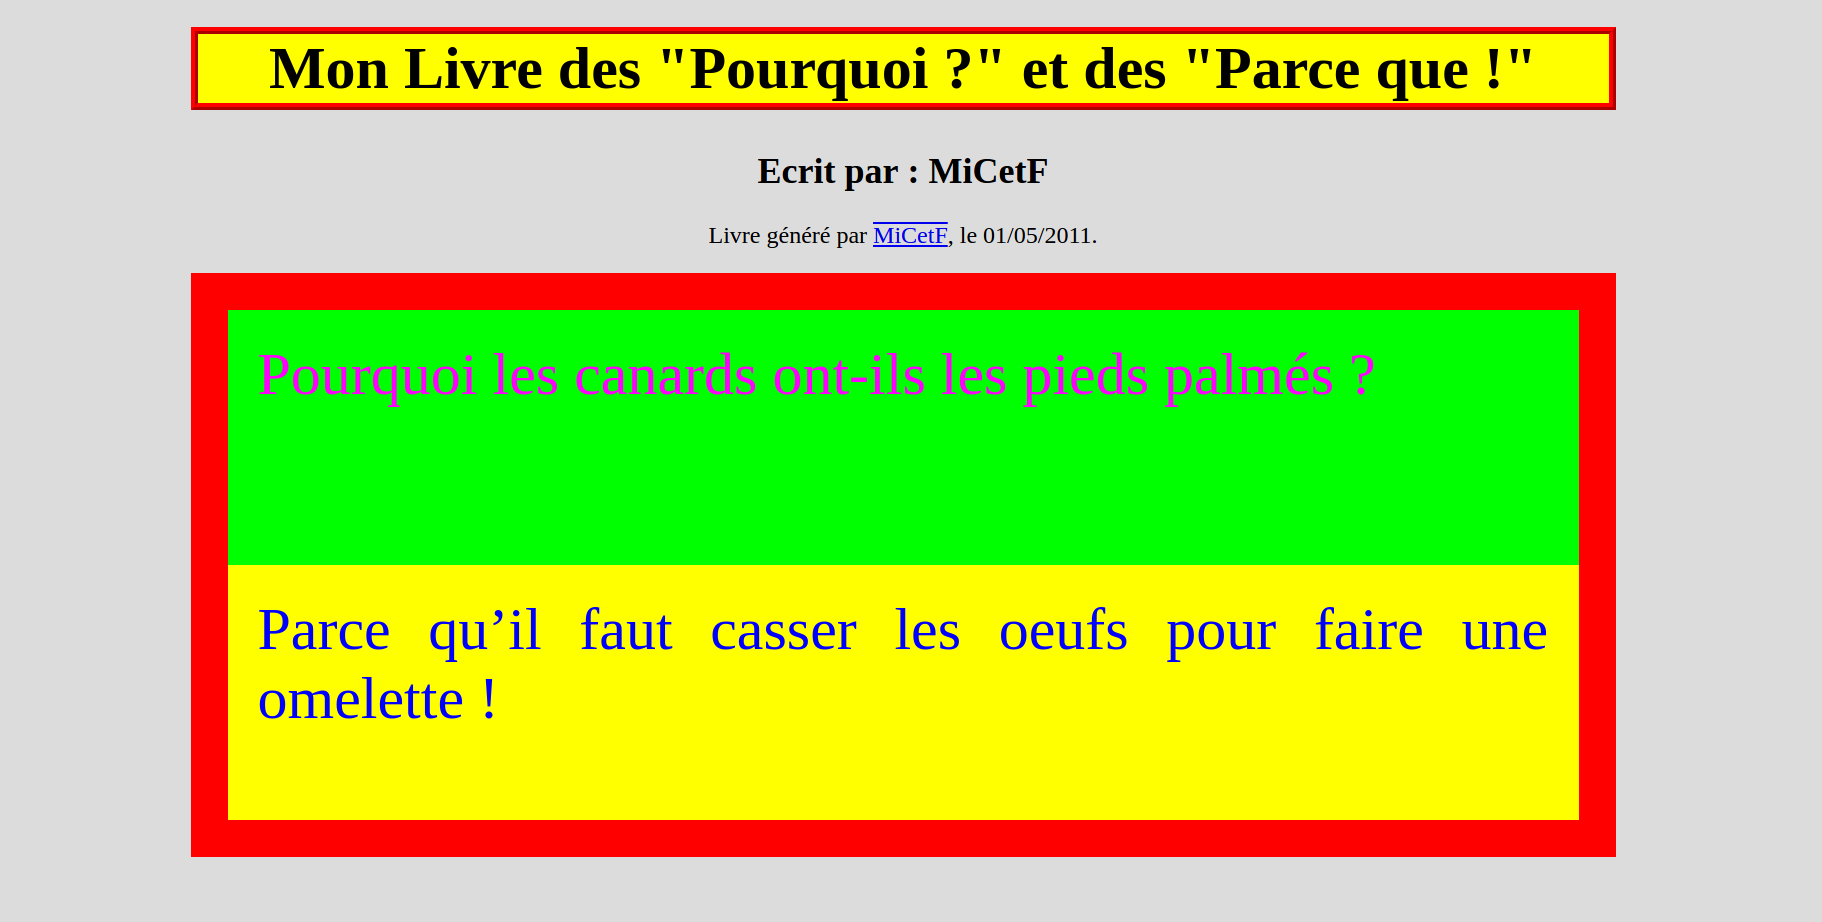 Mon Livre des "Pourquoi ?" et des "Parce que !"
Ecrit par : MiCetF
Livre généré par MiCetF, le 01/05/2011.
Pourquoi les canards ont-ils les pieds palmés ?
Parce qu’il faut casser les oeufs pour faire une
omelette !